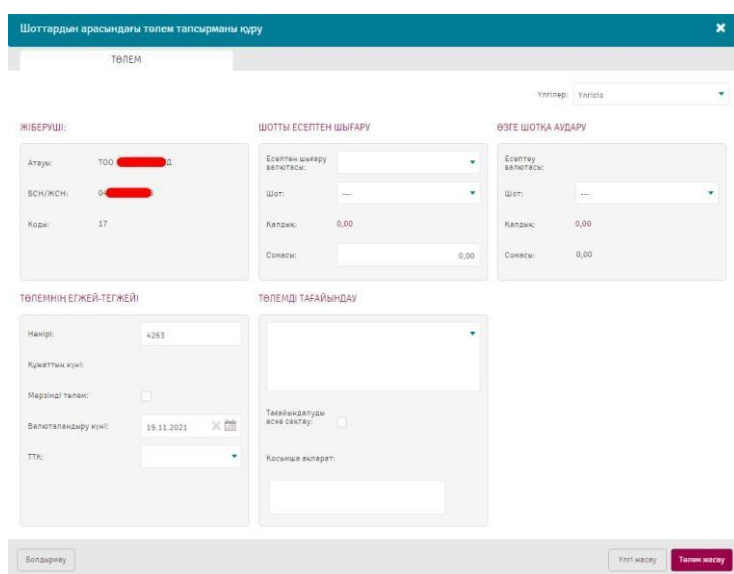 Шоттардың арасындағы төлем тапсырманы құру
ТӨЛЕМ
Үлгілер: Үлгісіз
ЖІБЕРУШІ:
Атауы: ТОО Д
БСН/ЖСН: 04
Коды: 17
ШОТТЫ ЕСЕПТЕН ШЫҒАРУ
Есептен шығару
валютасы:
Шот: ---
Қалдық: 0,00
Сомасы: 0,00
ӨЗГЕ ШОТҚА АУДАРУ
Есептеу
валютасы:
Шот: ---
Қалдық: 0,00
Сомасы: 0,00
ТӨЛЕМНІҢ ЕГЖЕЙ-ТЕГЖЕЙІ
Нөмірі: 4263
Құжаттың күні:
Мерзімді төлем:
Валюталандыру күні: 19.11.2021
ТТК:
ТӨЛЕМДІ ТАҒАЙЫНДАУ
Тағайындалуды
еске сақтау:
Қосымша ақпарат:
Болдырмау
Үлгі жасау
Төлем жасау